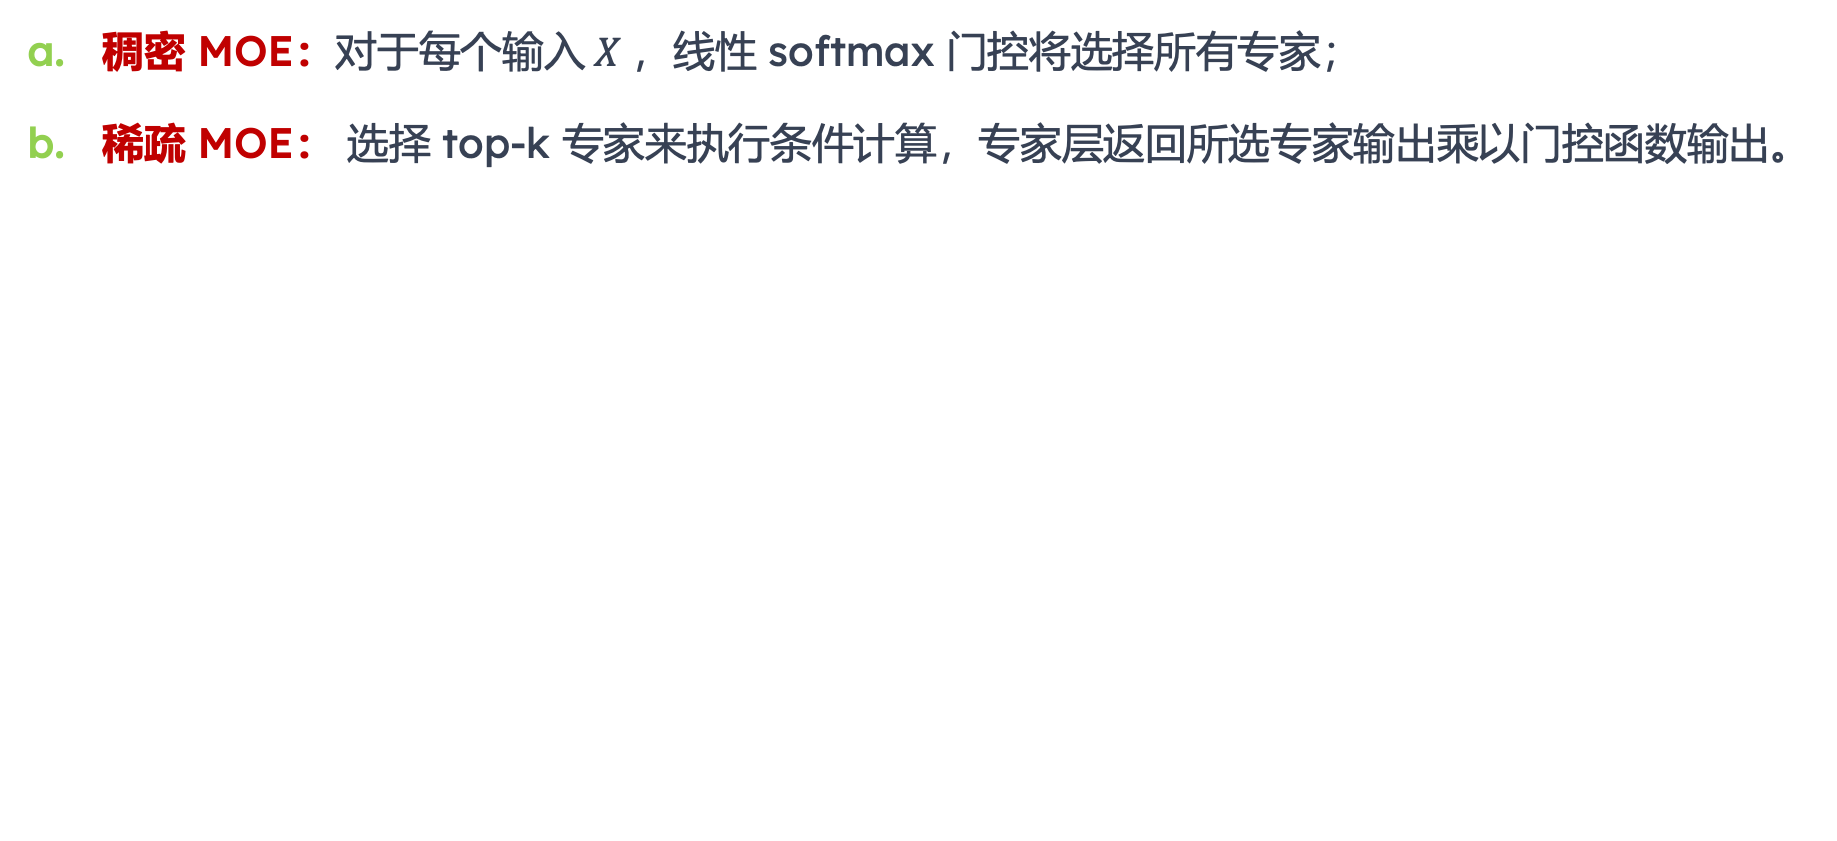 a. 稠密 MOE：对于每个输入 X ，线性 softmax 门控将选择所有专家；
b. 稀疏 MOE： 选择 top-k 专家来执行条件计算，专家层返回所选专家输出乘以门控函数输出。